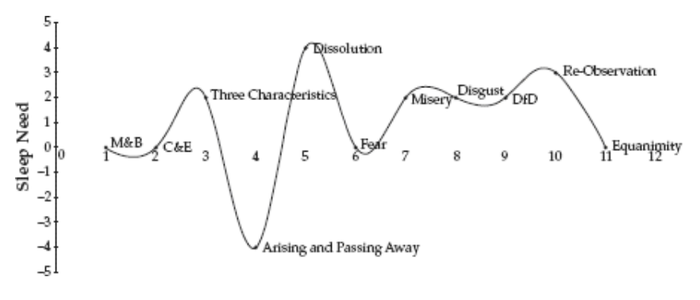 5
4
3
2
1
0
–1
–2
–3
–4
–5
Sleep Need
0 1 2 3 4 5 6 7 8 9 10 11 12
M&B
C&E
Three Characteristics
Arising and Passing Away
Dissolution
Fear
Misery
Disgust
DfD
Re-Observation
Equanimity